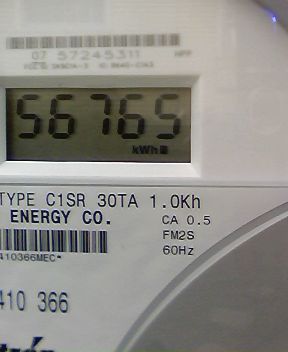 07 57245311
56765
kWh
TYPE C1SR 30TA 1.0Kh
ENERGY CO.
CA 0.5
FM2S
60Hz
410366MEC*
410 366